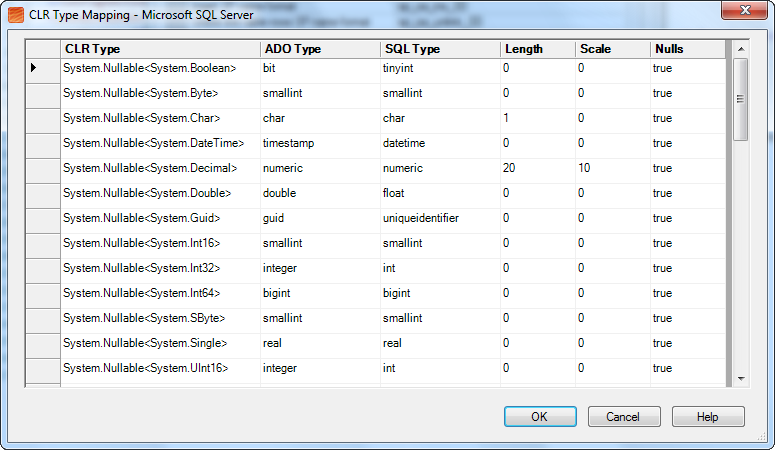 CLR Type Mapping - Microsoft SQL Server
CLR Type ADO Type SQL Type Length Scale Nulls
System.Nullable<System.Boolean> bit tinyint 0 0 true
System.Nullable<System.Byte> smallint smallint 0 0 true
System.Nullable<System.Char> char char 1 0 true
System.Nullable<System.DateTime> timestamp datetime 0 0 true
System.Nullable<System.Decimal> numeric numeric 20 10 true
System.Nullable<System.Double> double float 0 0 true
System.Nullable<System.Guid> guid uniqueidentifier 0 0 true
System.Nullable<System.Int16> smallint smallint 0 0 true
System.Nullable<System.Int32> integer int 0 0 true
System.Nullable<System.Int64> bigint bigint 0 0 true
System.Nullable<System.SByte> smallint smallint 0 0 true
System.Nullable<System.Single> real real 0 0 true
System.Nullable<System.UInt16> integer int 0 0 true
OK Cancel Help